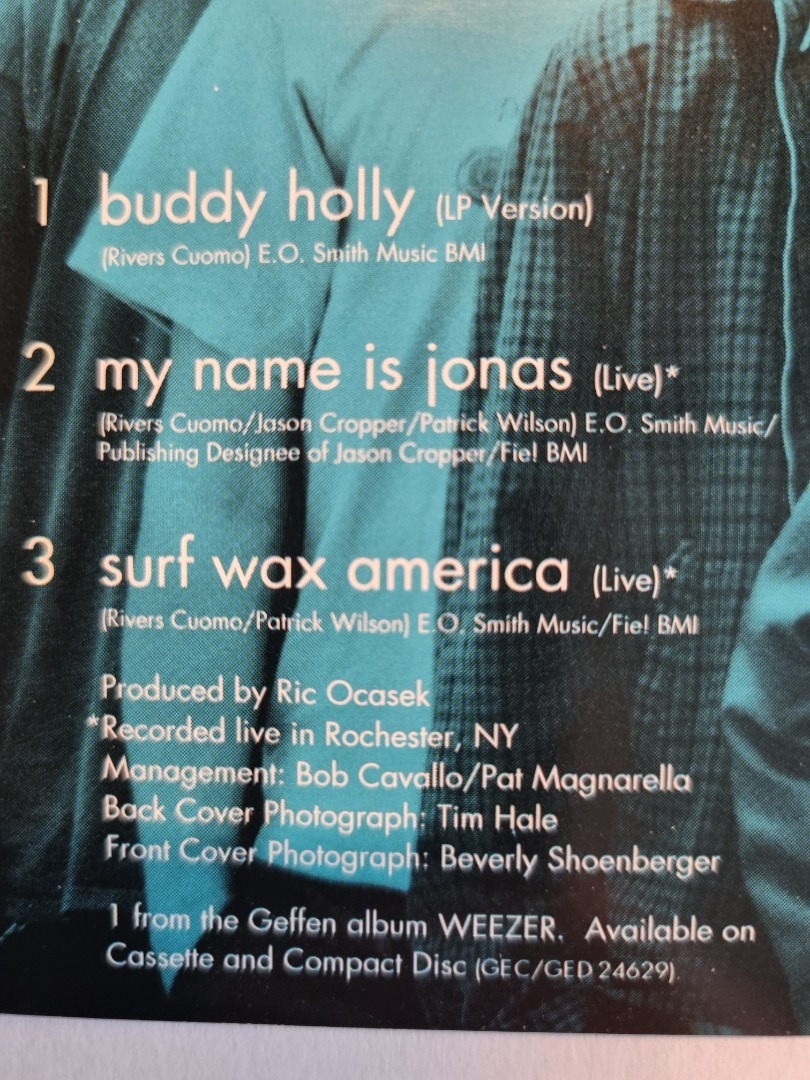 1 buddy holly (LP Version)
(Rivers Cuomo) E.O. Smith Music BMI
2 my name is jonas (Live)*
(Rivers Cuomo/Jason Cropper/Patrick Wilson) E.O. Smith Music/
Publishing Designee of Jason Cropper/Fie! BMI
3 surf wax america (Live)*
(Rivers Cuomo/Patrick Wilson) E.O. Smith Music/Fie! BMI
Produced by Ric Ocasek
*Recorded live in Rochester, NY
Management: Bob Cavallo/Pat Magnarella
Back Cover Photograph: Tim Hale
Front Cover Photograph: Beverly Shoenberger
1 from the Geffen album WEEZER. Available on
Cassette and Compact Disc (GEC/GED 24629).